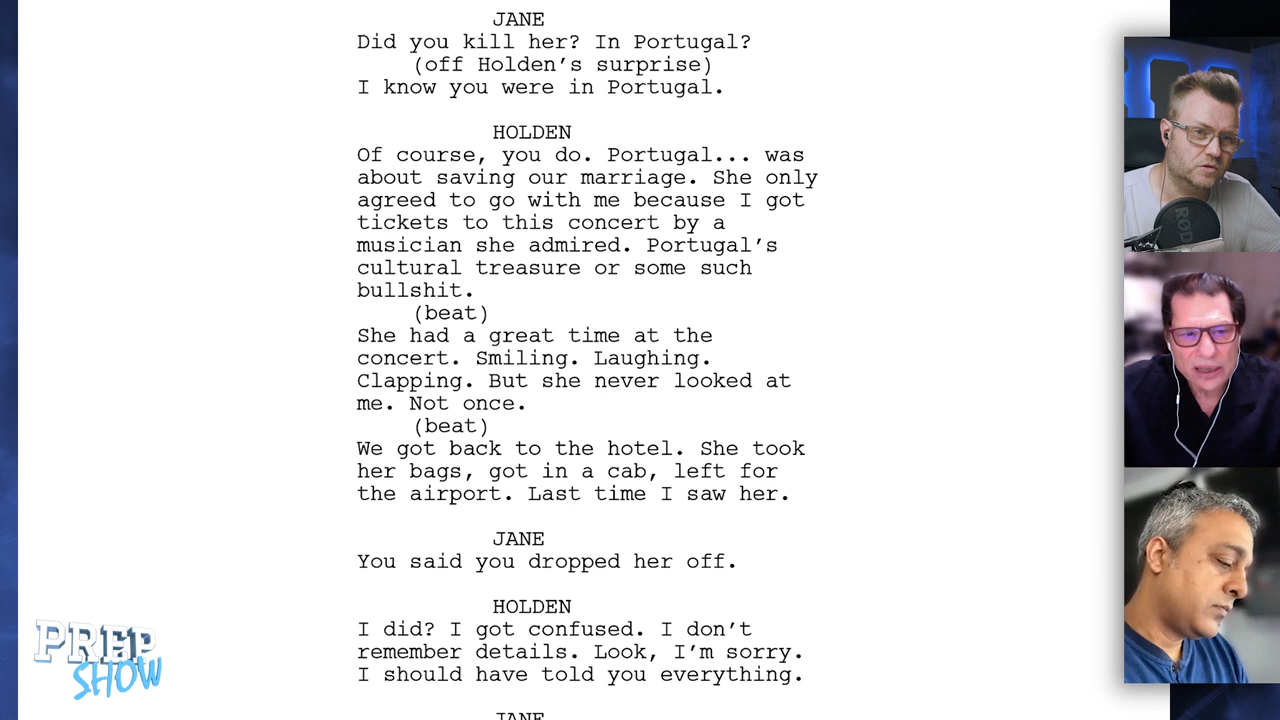 JANE
Did you kill her? In Portugal?
(off Holden's surprise)
I know you were in Portugal.
HOLDEN
Of course, you do. Portugal... was
about saving our marriage. She only
agreed to go with me because I got
tickets to this concert by a
musician she admired. Portugal's
cultural treasure or some such
bullshit.
(beat)
She had a great time at the
concert. Smiling. Laughing.
Clapping. But she never looked at
me. Not once.
(beat)
We got back to the hotel. She took
her bags, got in a cab, left for
the airport. Last time I saw her.
JANE
You said you dropped her off.
HOLDEN
I did? I got confused. I don't
remember details. Look, I'm sorry.
I should have told you everything.
JANE
PREP
SHOW
RØDE